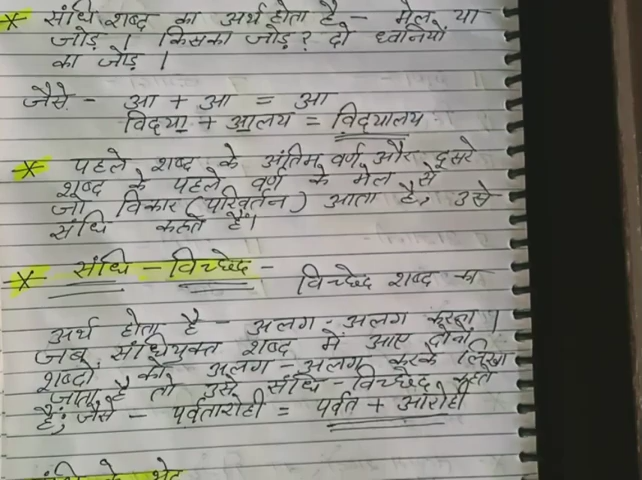 * संधि शब्द का अर्थ होता है - मेल या
जोड़ । किसका जोड़? दो ध्वनियों
का जोड़ ।
जैसे - आ + आ = आ
विद्या + आलय = विद्यालय
* पहले शब्द के अंतिम वर्ण और दूसरे
शब्द के पहले वर्ण के मेल से
जो विकार (परिवर्तन) आता है, उसे
संधि कहते हैं।
* संधि - विच्छेद - विच्छेद शब्द का
अर्थ होता है - अलग - अलग करना ।
जब संधियुक्त शब्द में आए दोनों
शब्दों को अलग - अलग करके लिखा
जाता है तो उसे संधि - विच्छेद कहते
हैं; जैसे - पर्वतारोही = पर्वत + आरोही
संधि के भेद